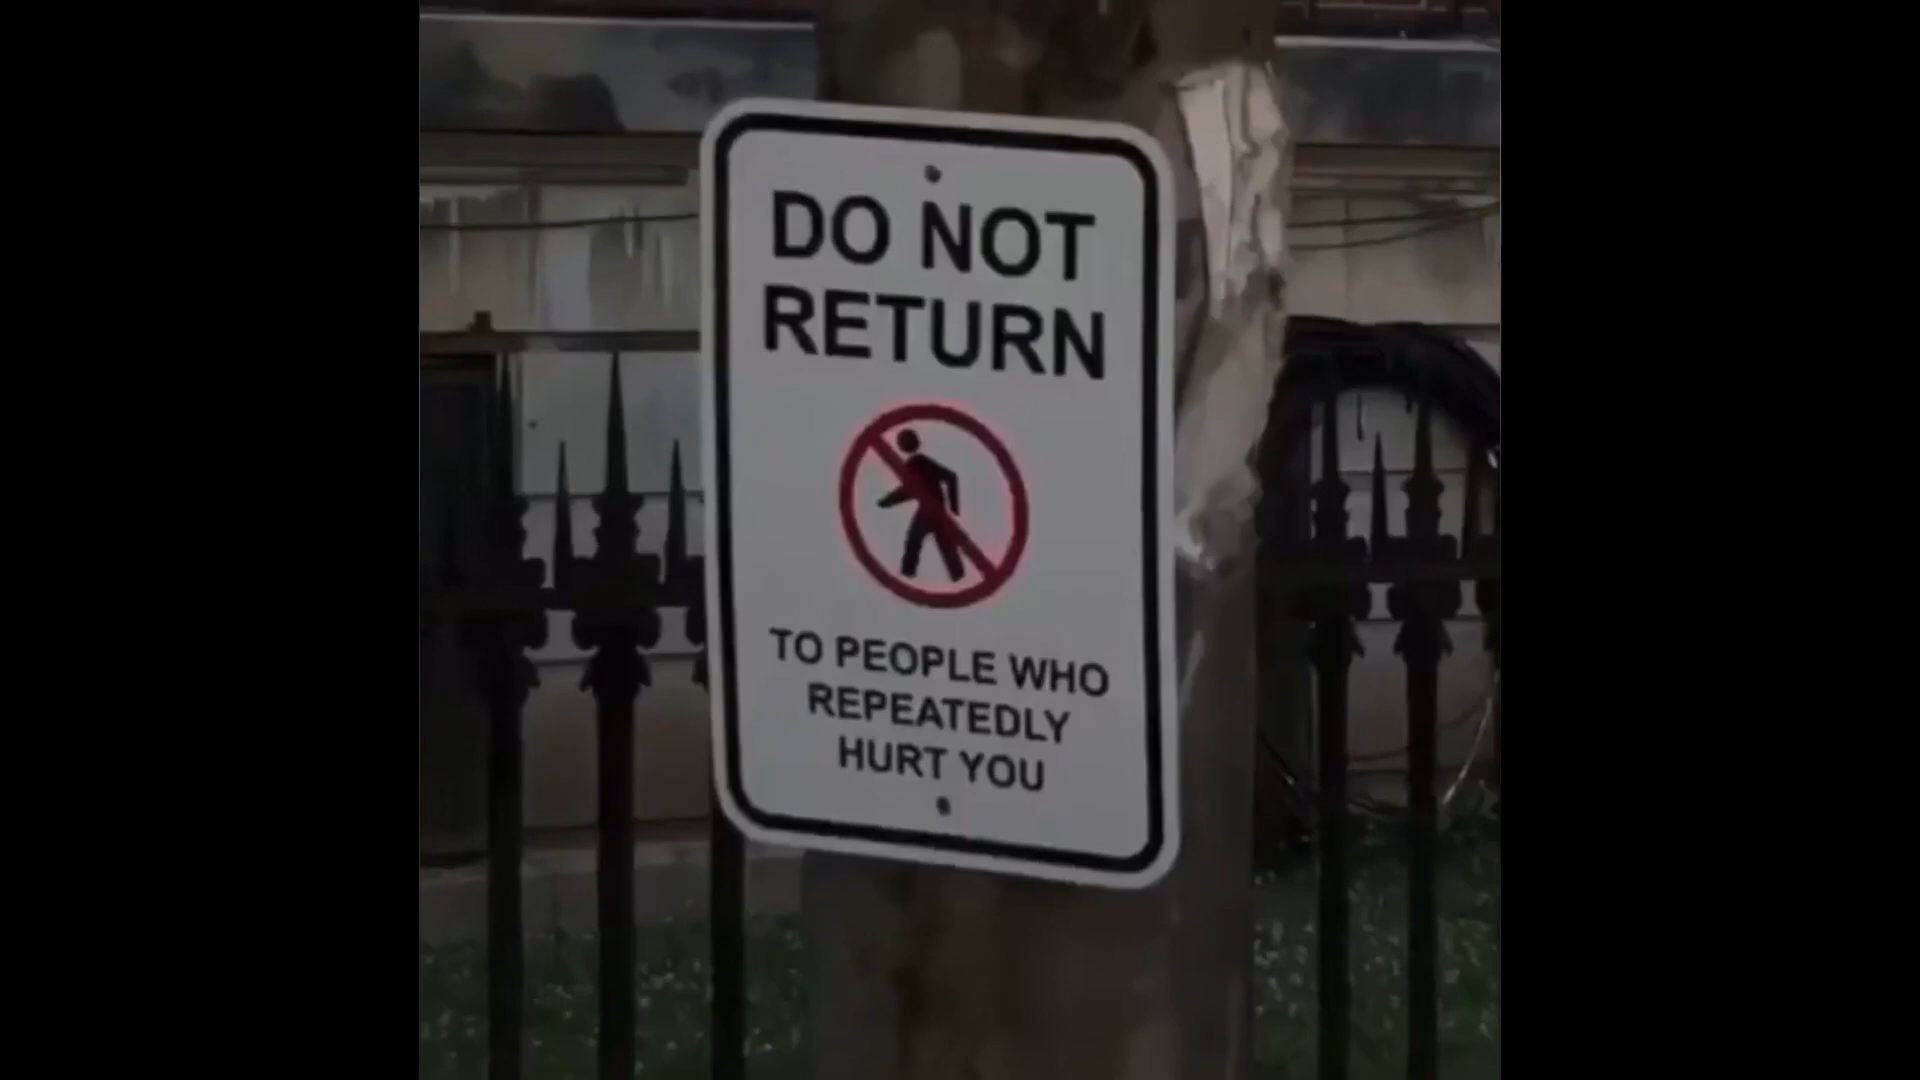 DO NOT
RETURN
TO PEOPLE WHO
REPEATEDLY
HURT YOU